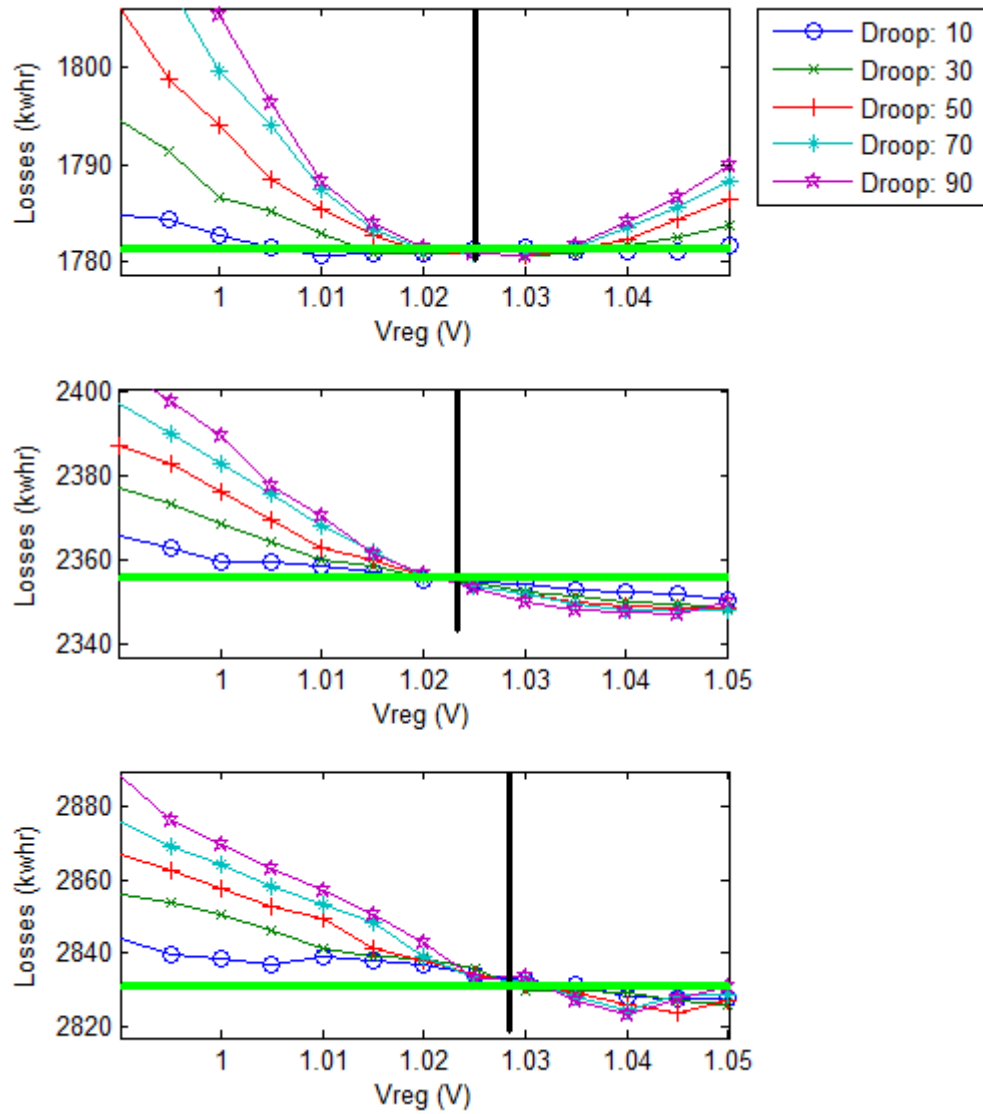 1800
1790
1780
Losses (kwhr)
1 1.01 1.02 1.03 1.04
Vreg (V)
Droop: 10
Droop: 30
Droop: 50
Droop: 70
Droop: 90
2400
2380
2360
2340
Losses (kwhr)
1 1.01 1.02 1.03 1.04 1.05
Vreg (V)
2880
2860
2840
2820
Losses (kwhr)
1 1.01 1.02 1.03 1.04 1.05
Vreg (V)